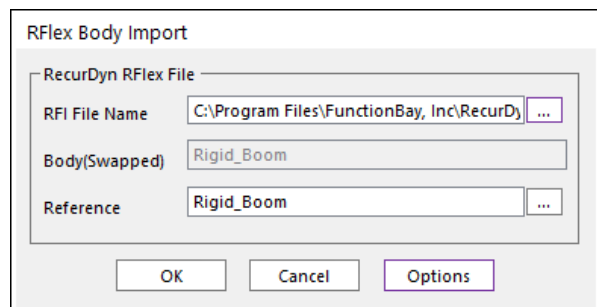 RFlex Body Import
RecurDyn RFlex File
RFI File Name C:\Program Files\FunctionBay, Inc\RecurDy ...
Body(Swapped) Rigid_Boom
Reference Rigid_Boom ...
OK Cancel Options